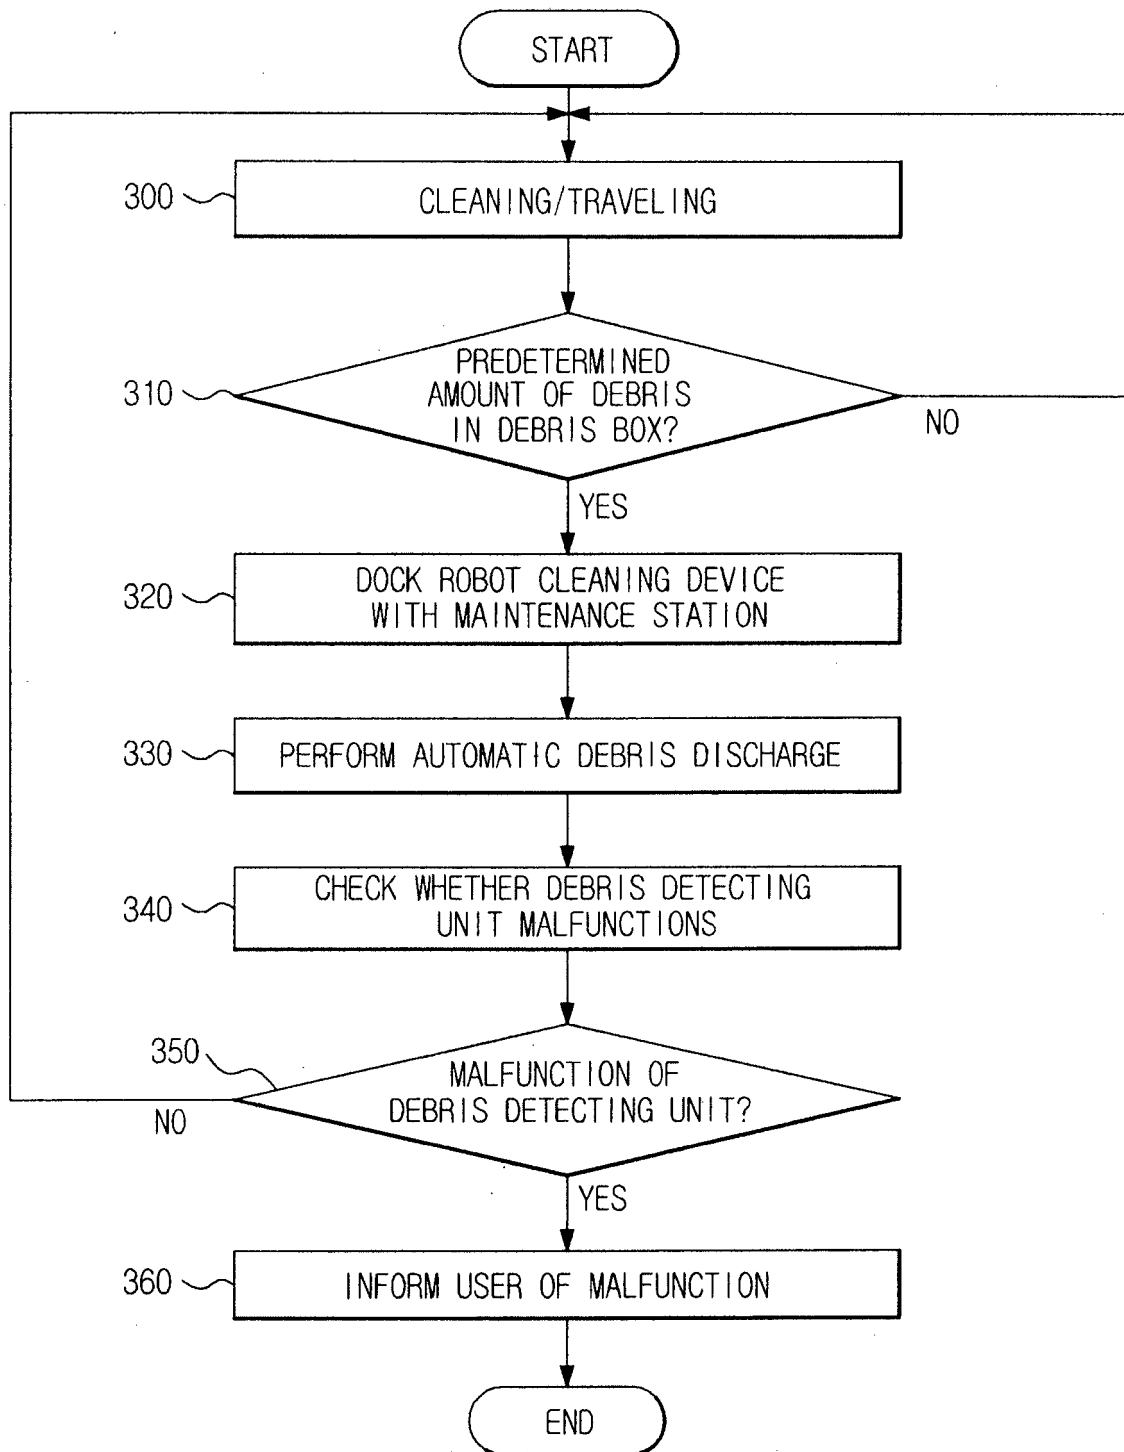 START
300
CLEANING/TRAVELING
PREDETERMINED
310
AMOUNT OF DEBRIS
IN DEBRIS BOX?
NO
YES
320
DOCK ROBOT CLEANING DEVICE
WITH MAINTENANCE STATION
330
PERFORM AUTOMATIC DEBRIS DISCHARGE
340
CHECK WHETHER DEBRIS DETECTING
UNIT MALFUNCTIONS
350
MALFUNCTION OF
DEBRIS DETECTING UNIT?
NO
YES
360
INFORM USER OF MALFUNCTION
END